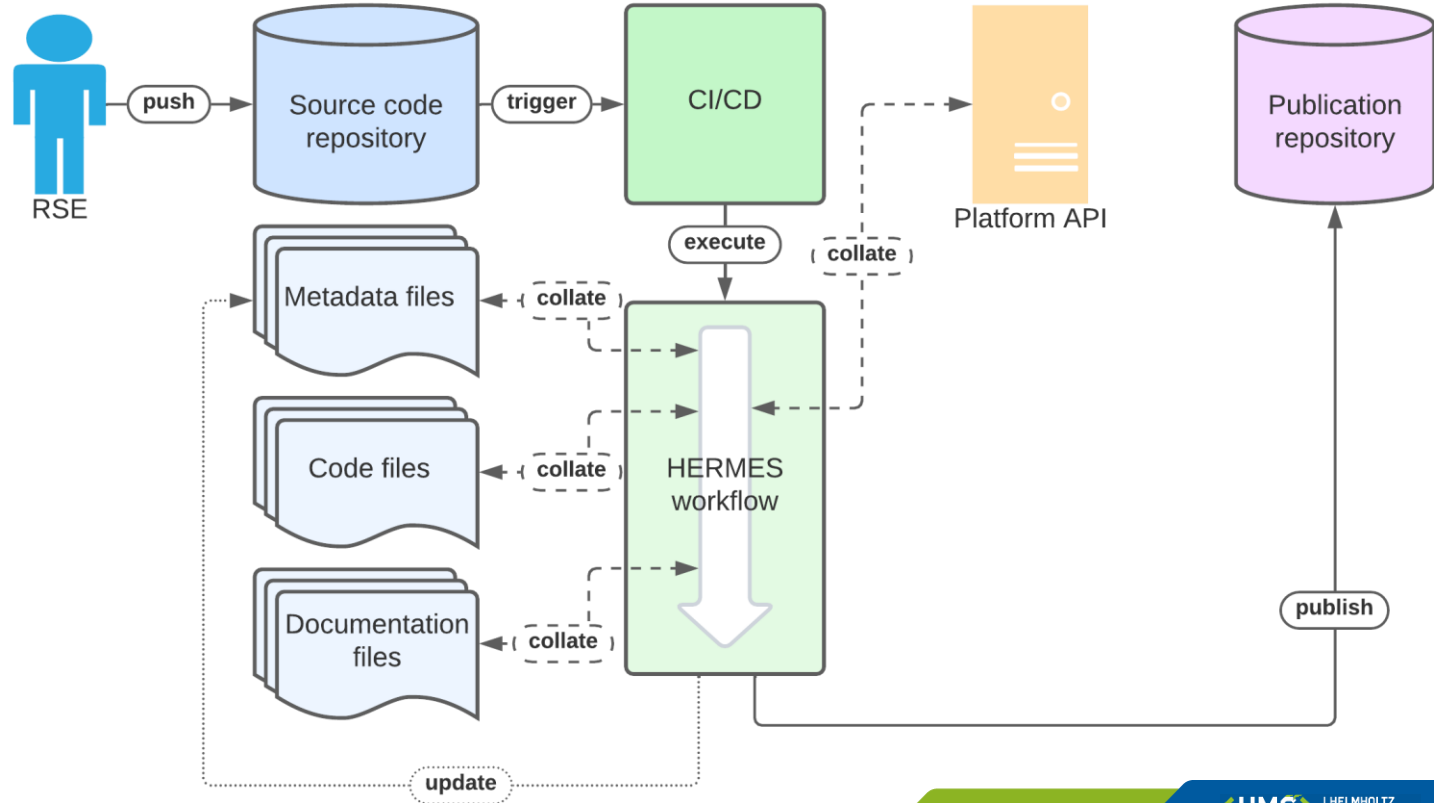 push
Source code
repository
trigger
CI/CD
Publication
repository
RSE
Platform API
execute
collate
Metadata files
collate
Code files
collate
HERMES
workflow
Documentation
files
collate
publish
update
HELMHOLTZ